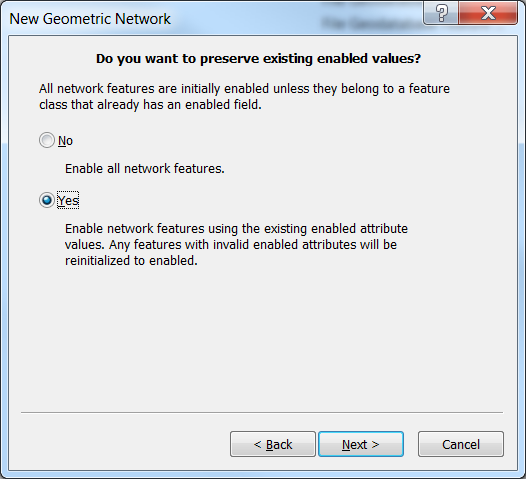 New Geometric Network
Do you want to preserve existing enabled values?
All network features are initially enabled unless they belong to a feature
class that already has an enabled field.
No
Enable all network features.
Yes
Enable network features using the existing enabled attribute
values. Any features with invalid enabled attributes will be
reinitialized to enabled.
< Back Next > Cancel